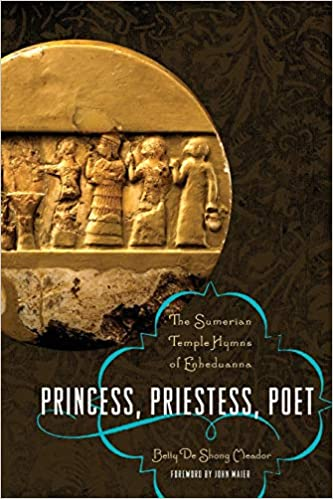 The Sumerian
Temple Hymns
of Enheduanna
PRINCESS, PRIESTESS, POET
Betty De Shong Meador
FOREWORD BY JOHN MAIER